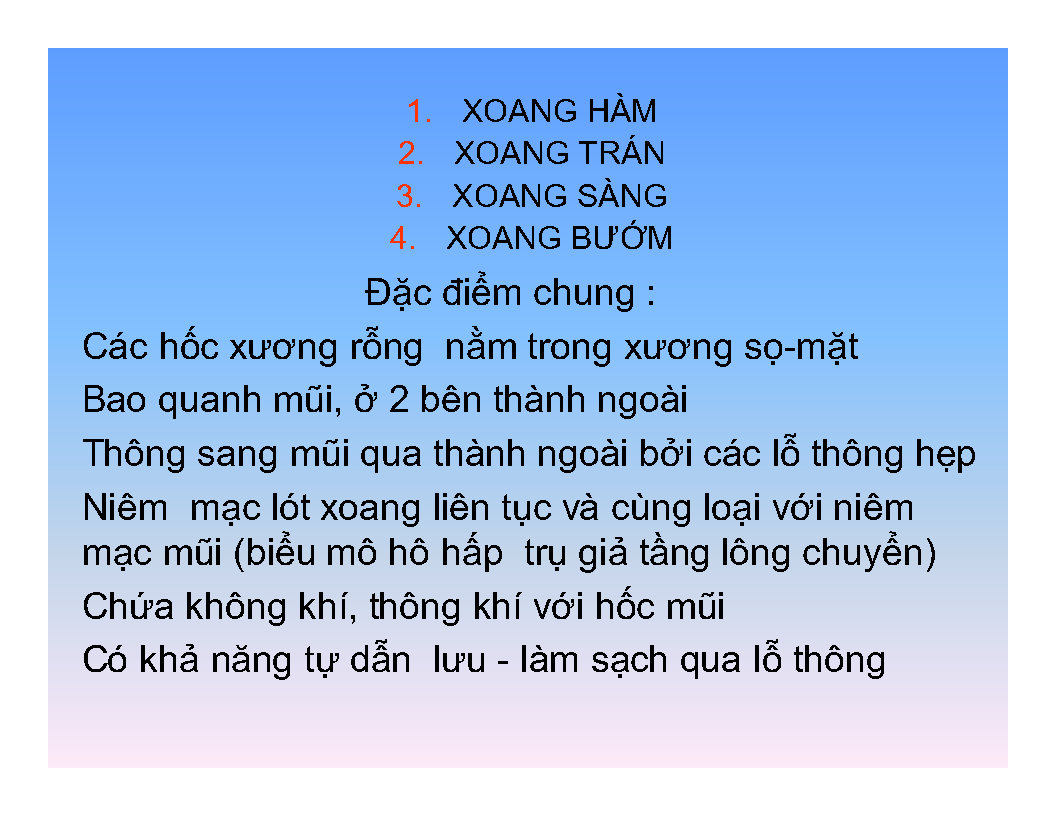 1. XOANG HÀM
2. XOANG TRÁN
3. XOANG SÀNG
4. XOANG BƯỚM
Đặc điểm chung :
Các hốc xương rỗng nằm trong xương sọ-mặt
Bao quanh mũi, ở 2 bên thành ngoài
Thông sang mũi qua thành ngoài bởi các lỗ thông hẹp
Niêm mạc lót xoang liên tục và cùng loại với niêm
mạc mũi (biểu mô hô hấp trụ giả tầng lông chuyển)
Chứa không khí, thông khí với hốc mũi
Có khả năng tự dẫn lưu - làm sạch qua lỗ thông